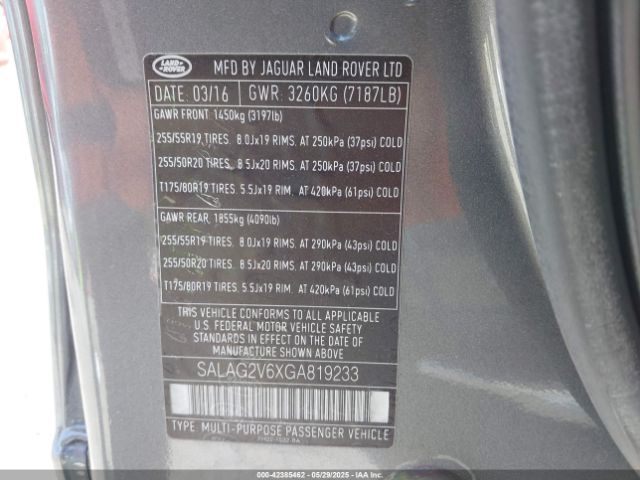 LAND ROVER
MFD BY JAGUAR LAND ROVER LTD
DATE: 03/16 GWR: 3260KG (7187LB)
GAWR FRONT 1450kg (3197lb)
255/55R19 TIRES. 8.0Jx19 RIMS. AT 250kPa (37psi) COLD
255/50R20 TIRES. 8.5Jx20 RIMS. AT 250kPa (37psi) COLD
T175/80R19 TIRES. 5.5Jx19 RIM. AT 420kPa (61psi) COLD
GAWR REAR. 1855kg (4090lb)
255/55R19 TIRES. 8.0Jx19 RIMS. AT 290kPa (43psi) COLD
255/50R20 TIRES. 8.5Jx20 RIMS. AT 290kPa (43psi) COLD
T175/80R19 TIRES. 5.5Jx19 RIM. AT 420kPa (61psi) COLD
THIS VEHICLE CONFORMS TO ALL APPLICABLE
U.S. FEDERAL MOTOR VEHICLE SAFETY
STANDARDS IN EFFECT ON THE DATE OF
MANUFACTURE SHOWN ABOVE.
SALAG2V6XGA819233
TYPE: MULTI-PURPOSE PASSENGER VEHICLE
© IAA
STOCK #: 000-42385462 - 05/29/2025 - IAAI.COM